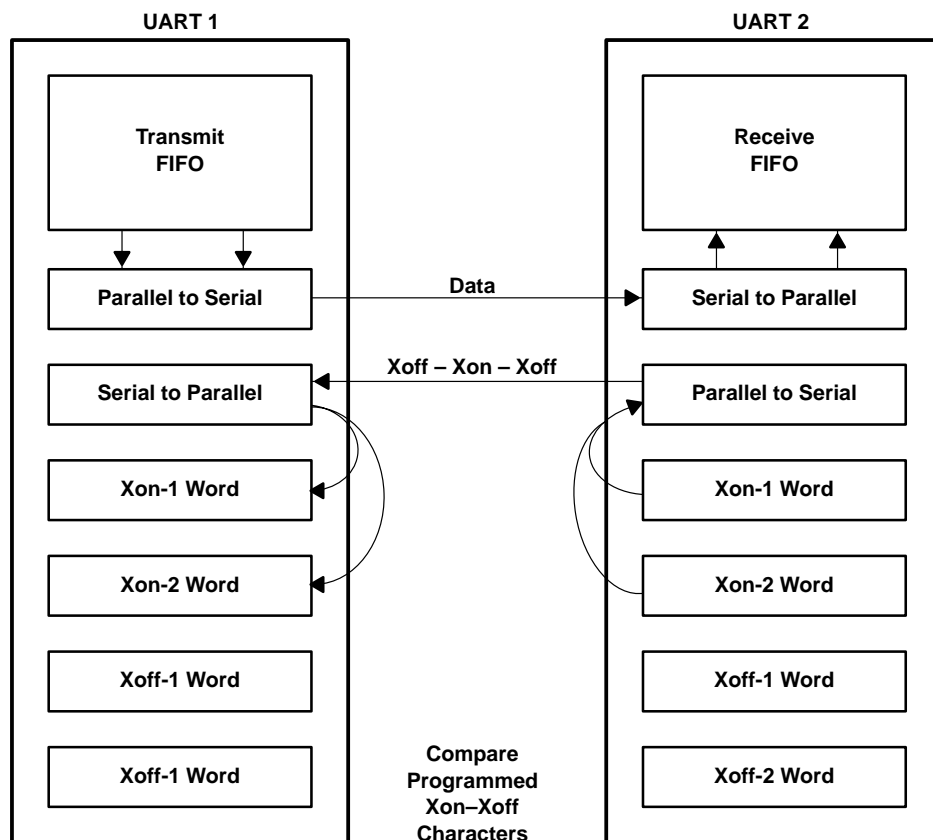 UART 1
UART 2
Transmit
FIFO
Receive
FIFO
Parallel to Serial
Data
Serial to Parallel
Xoff – Xon – Xoff
Serial to Parallel
Parallel to Serial
Xon-1 Word
Xon-1 Word
Xon-2 Word
Xon-2 Word
Xoff-1 Word
Xoff-1 Word
Xoff-1 Word
Compare
Programmed
Xon–Xoff
Characters
Xoff-2 Word